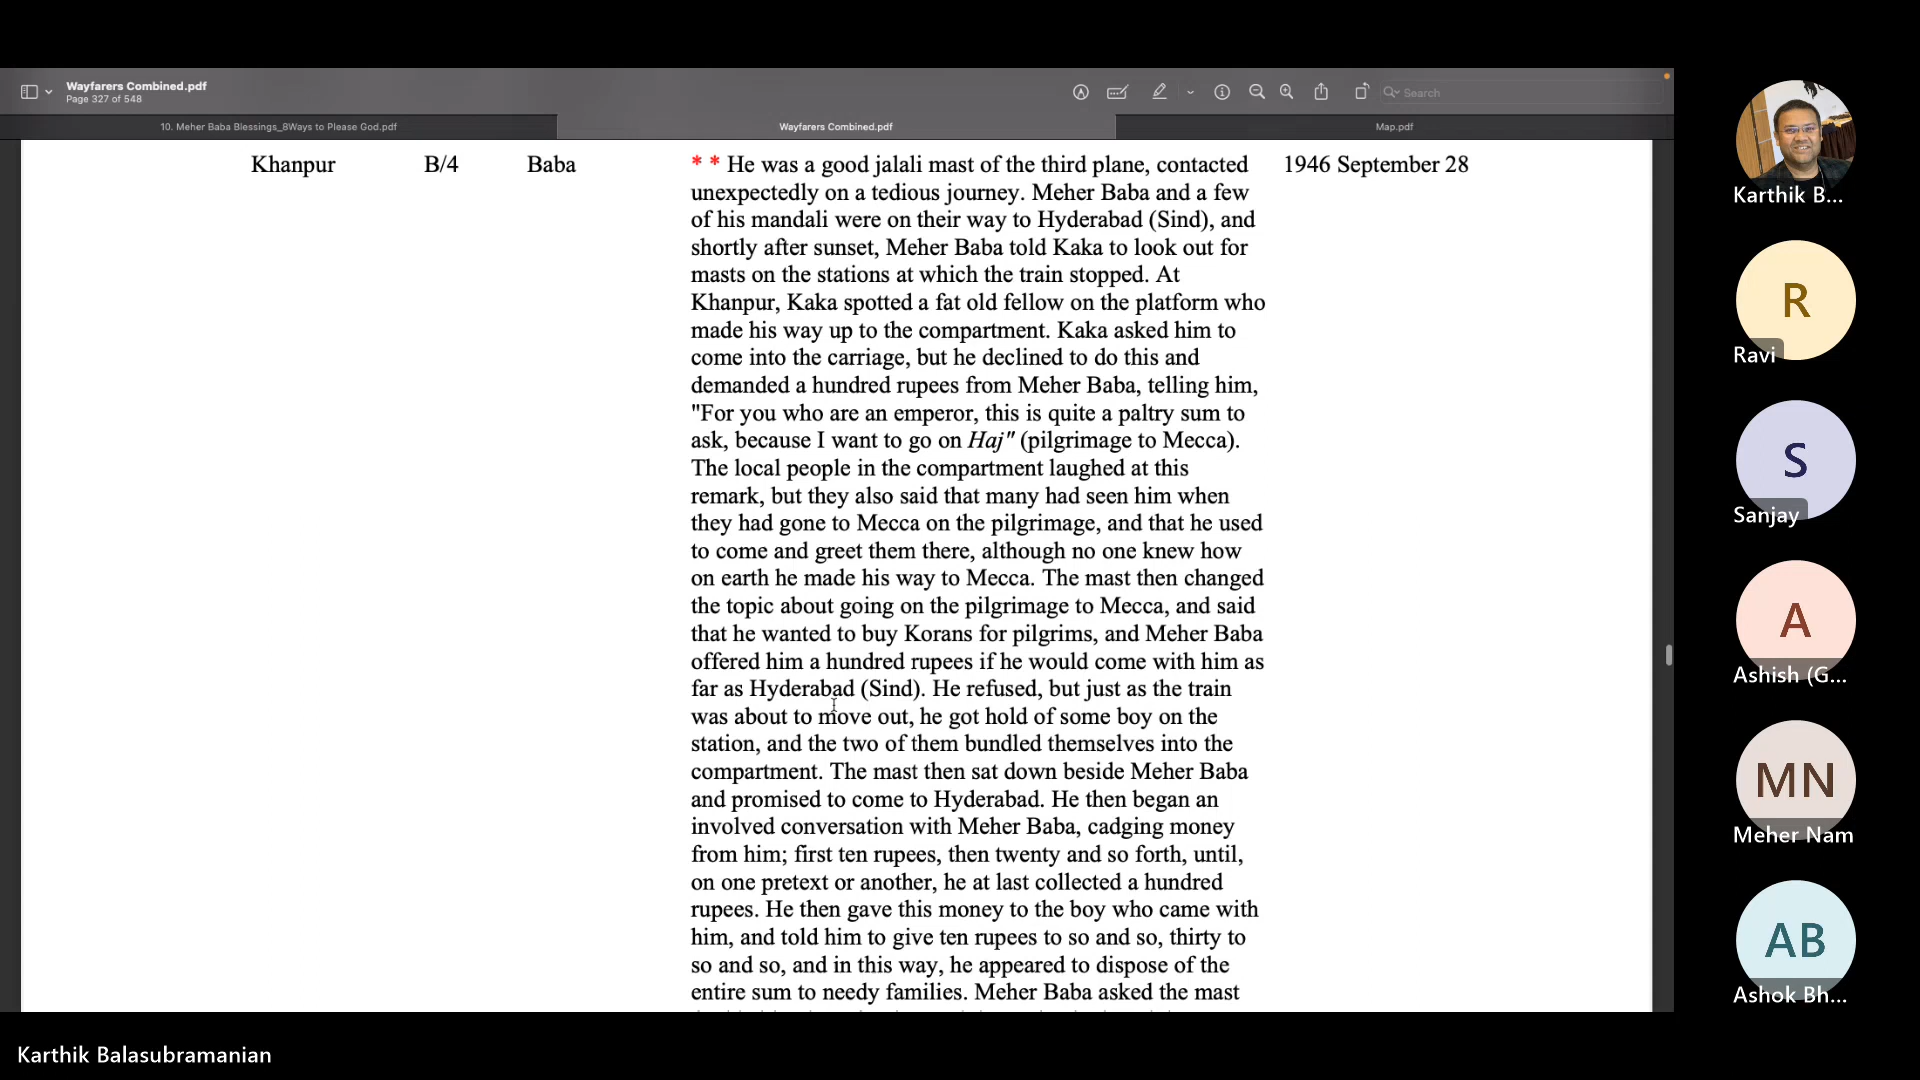 Wayfarers Combined.pdf
Page 327 of 548
Search
10. Meher Baba Blessings_8Ways to Please God.pdf
Wayfarers Combined.pdf
Map.pdf
Khanpur B/4 Baba
* * He was a good jalali mast of the third plane, contacted 1946 September 28
unexpectedly on a tedious journey. Meher Baba and a few
of his mandali were on their way to Hyderabad (Sind), and
shortly after sunset, Meher Baba told Kaka to look out for
masts on the stations at which the train stopped. At
Khanpur, Kaka spotted a fat old fellow on the platform who
made his way up to the compartment. Kaka asked him to
come into the carriage, but he declined to do this and
demanded a hundred rupees from Meher Baba, telling him,
"For you who are an emperor, this is quite a paltry sum to
ask, because I want to go on Haj" (pilgrimage to Mecca).
The local people in the compartment laughed at this
remark, but they also said that many had seen him when
they had gone to Mecca on the pilgrimage, and that he used
to come and greet them there, although no one knew how
on earth he made his way to Mecca. The mast then changed
the topic about going on the pilgrimage to Mecca, and said
that he wanted to buy Korans for pilgrims, and Meher Baba
offered him a hundred rupees if he would come with him as
far as Hyderabad (Sind). He refused, but just as the train
was about to move out, he got hold of some boy on the
station, and the two of them bundled themselves into the
compartment. The mast then sat down beside Meher Baba
and promised to come to Hyderabad. He then began an
involved conversation with Meher Baba, cadging money
from him; first ten rupees, then twenty and so forth, until,
on one pretext or another, he at last collected a hundred
rupees. He then gave this money to the boy who came with
him, and told him to give ten rupees to so and so, thirty to
so and so, and in this way, he appeared to dispose of the
entire sum to needy families. Meher Baba asked the mast
Karthik B...
R
Ravi
S
Sanjay
A
Ashish (G...
MN
Meher Nam
AB
Ashok Bh...
Karthik Balasubramanian